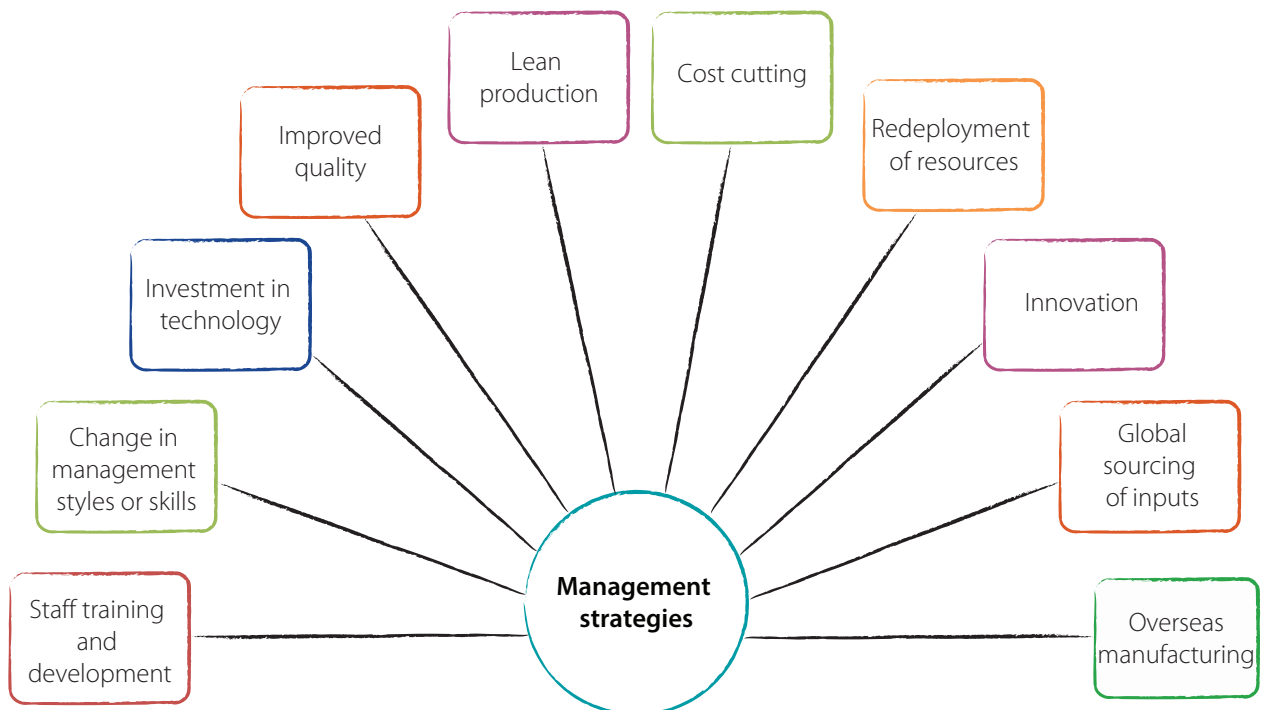 Lean
production
Cost cutting
Improved
quality
Redeployment
of resources
Investment in
technology
Innovation
Change in
management
styles or skills
Global
sourcing
of inputs
Management
strategies
Staff training
and
development
Overseas
manufacturing